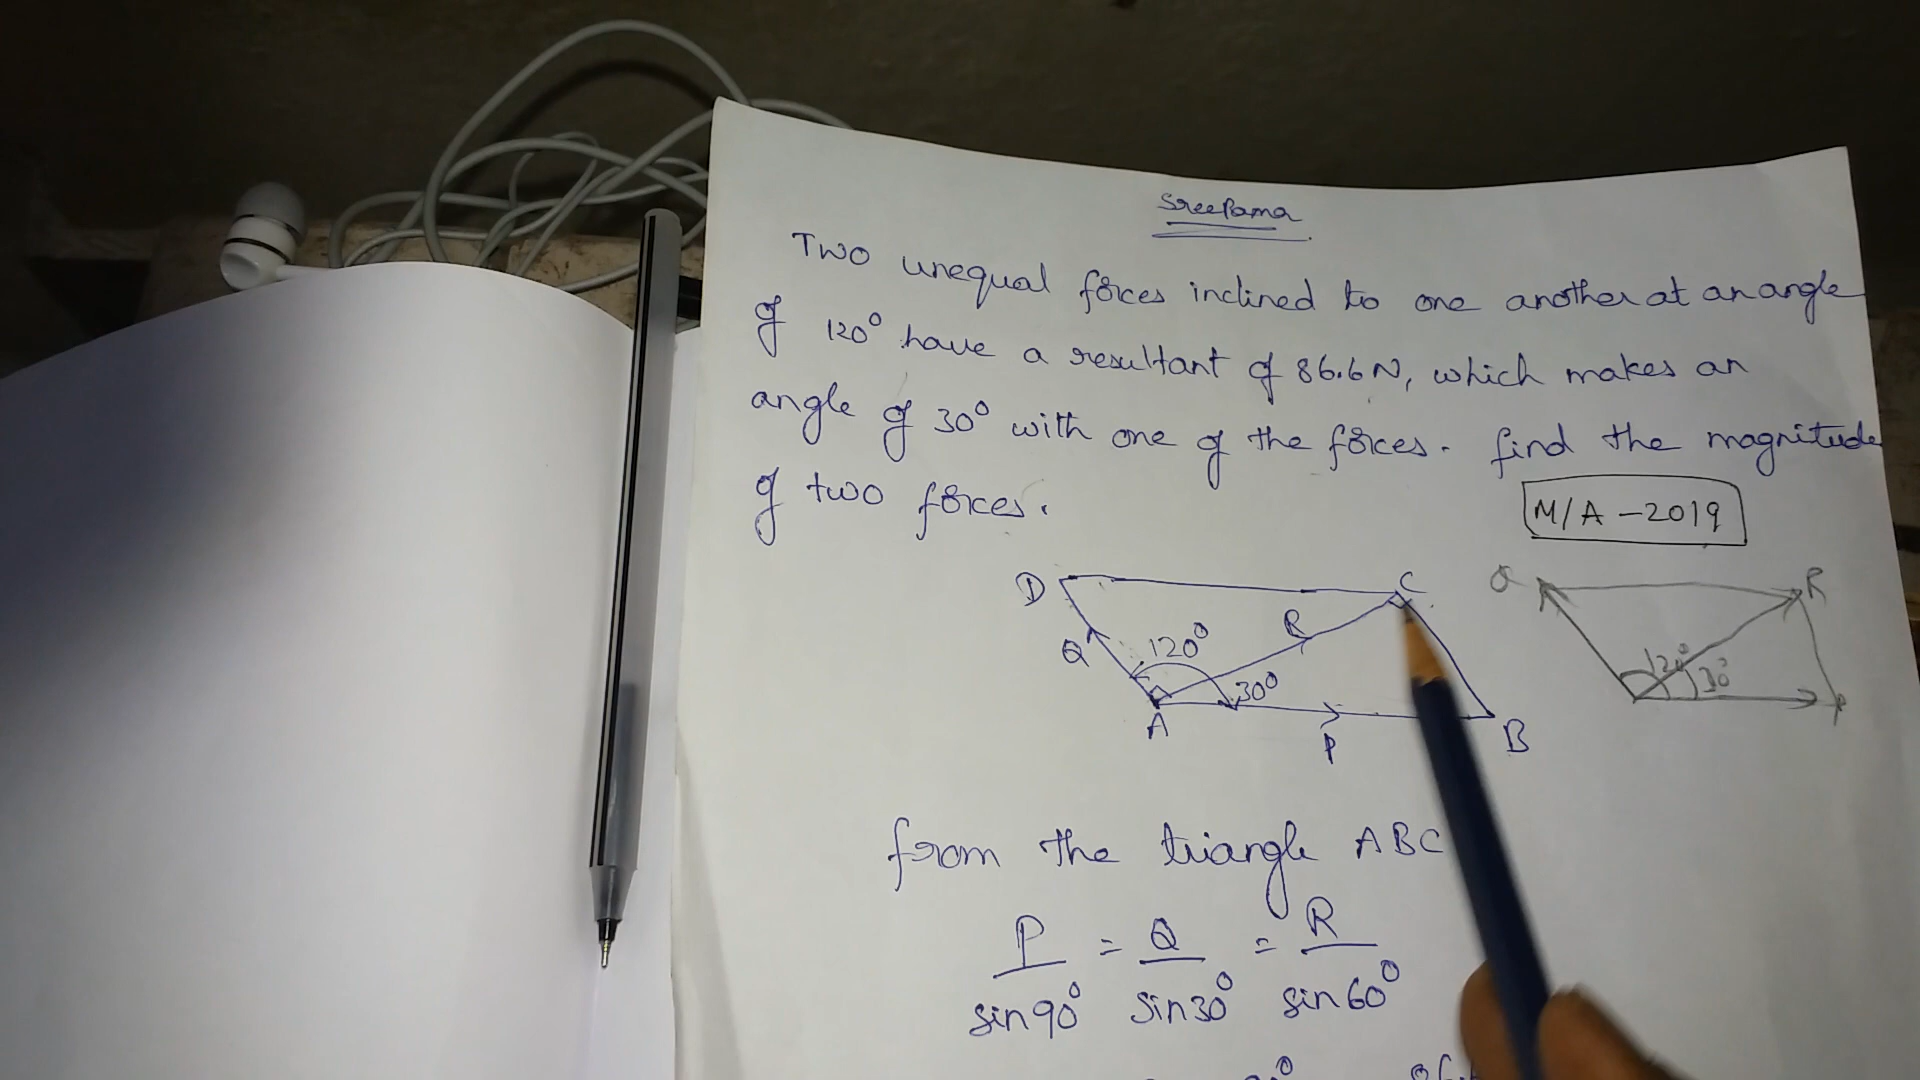 SreeRama
Two unequal forces inclined to one another at an angle
of 120° have a resultant of 86.6N, which makes an
angle of 30° with one of the forces. find the magnitude
of two forces.
M/A - 2019
D C
Q 120° R
30°
A P B
Q R
120° 30°
P
from the triangle ABC
P/sin90° = Q/sin30° = R/sin60°